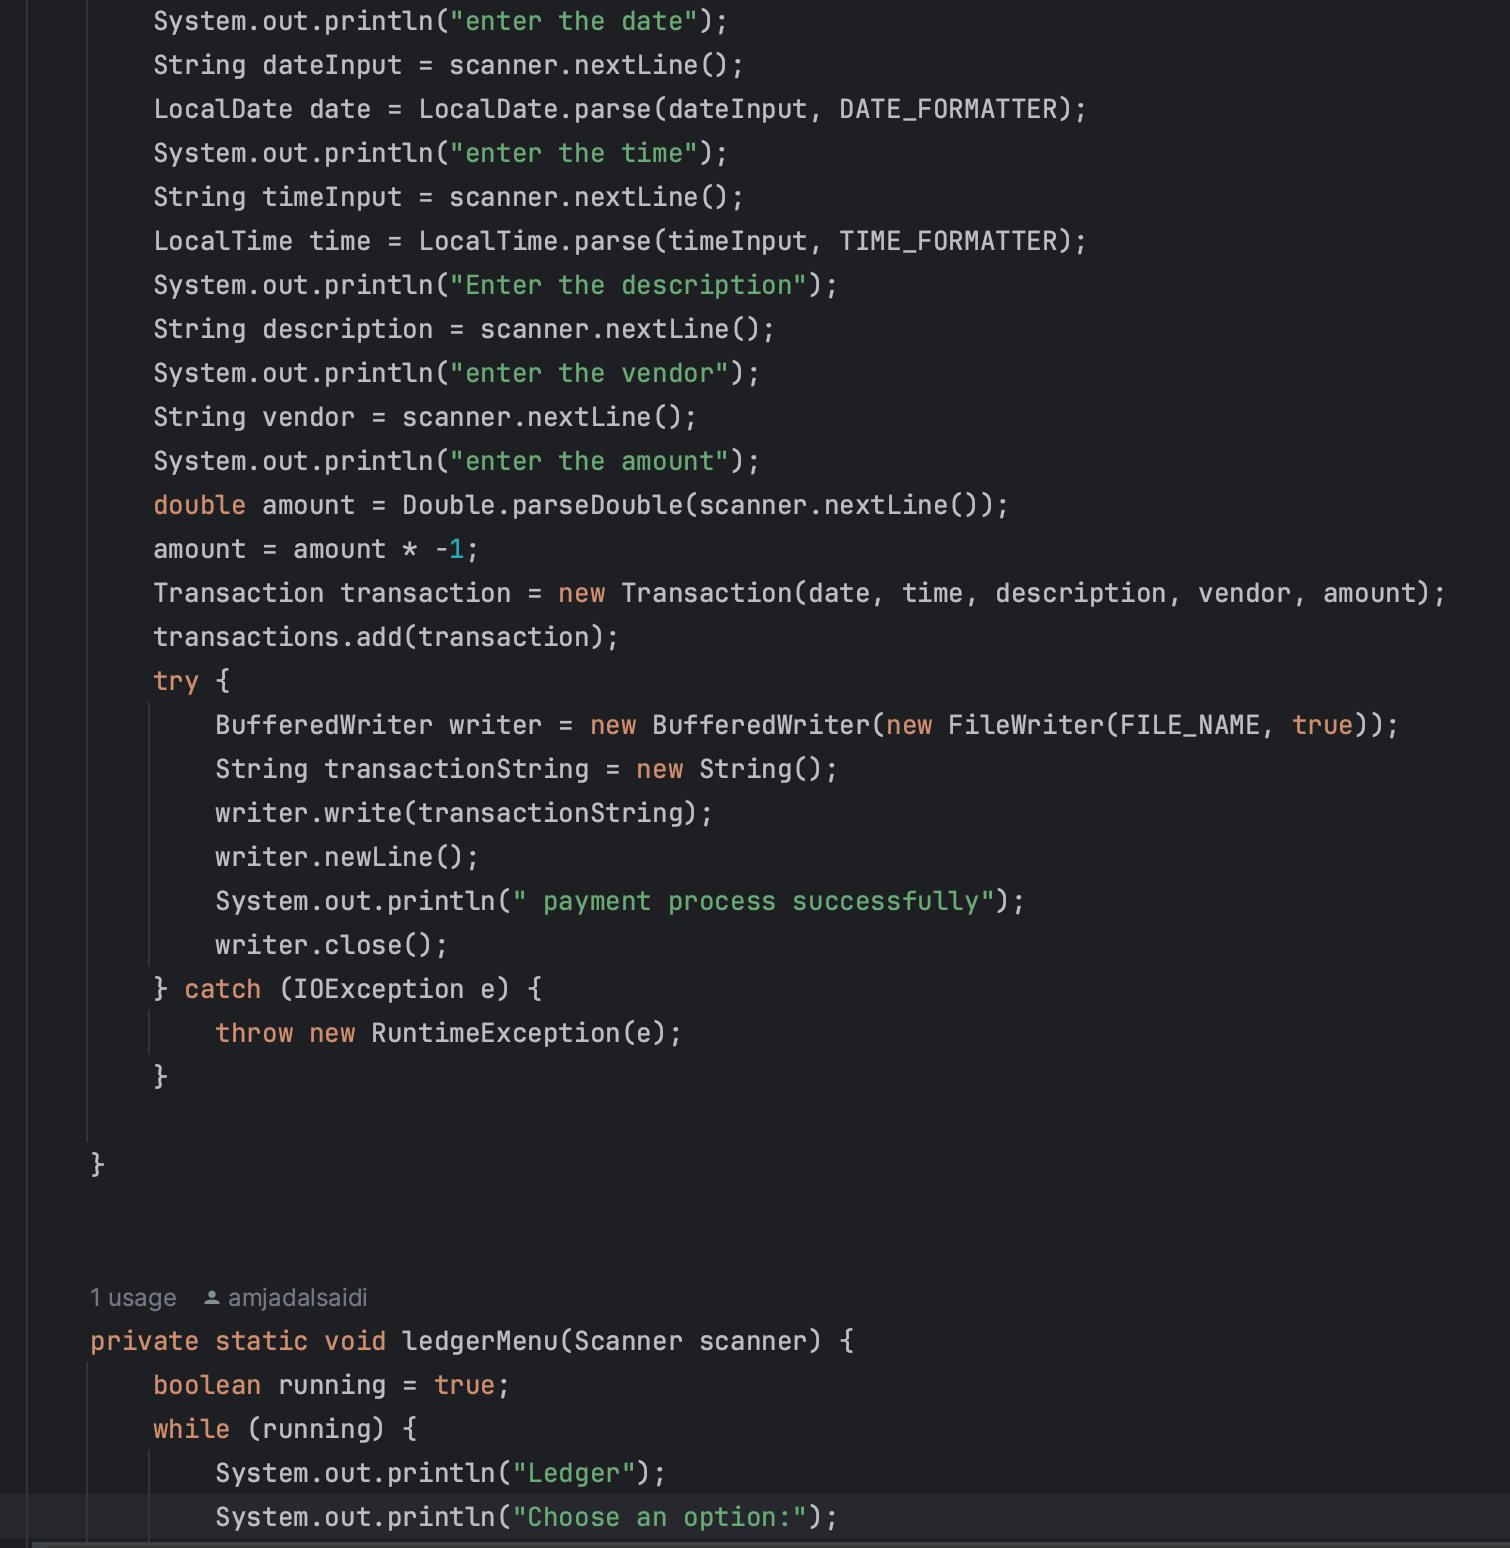 System.out.println("enter the date");
String dateInput = scanner.nextLine();
LocalDate date = LocalDate.parse(dateInput, DATE_FORMATTER);
System.out.println("enter the time");
String timeInput = scanner.nextLine();
LocalTime time = LocalTime.parse(timeInput, TIME_FORMATTER);
System.out.println("Enter the description");
String description = scanner.nextLine();
System.out.println("enter the vendor");
String vendor = scanner.nextLine();
System.out.println("enter the amount");
double amount = Double.parseDouble(scanner.nextLine());
amount = amount * -1;
Transaction transaction = new Transaction(date, time, description, vendor, amount);
transactions.add(transaction);
try {
BufferedWriter writer = new BufferedWriter(new FileWriter(FILE_NAME, true));
String transactionString = new String();
writer.write(transactionString);
writer.newLine();
System.out.println(" payment process successfully");
writer.close();
} catch (IOException e) {
throw new RuntimeException(e);
}
}
1 usage amjadalsaidi
private static void ledgerMenu(Scanner scanner) {
boolean running = true;
while (running) {
System.out.println("Ledger");
System.out.println("Choose an option:");